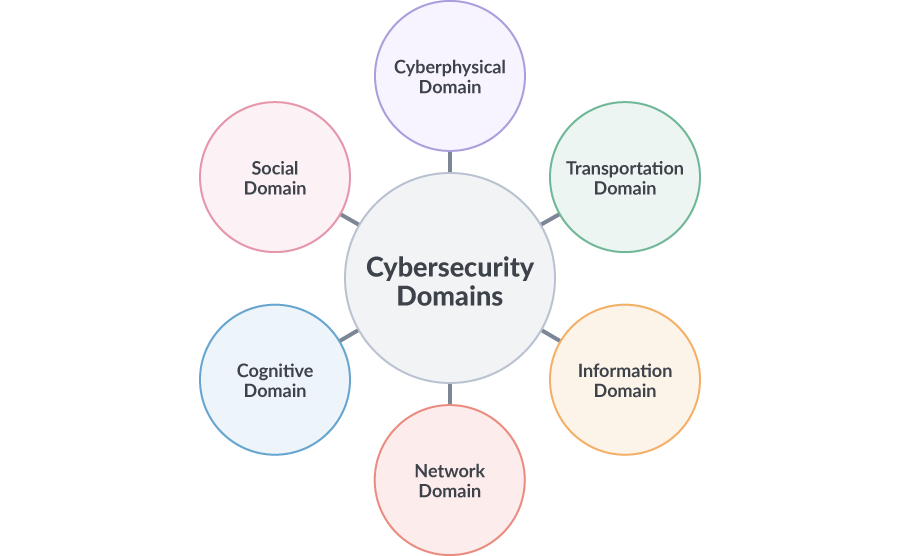 Cyberphysical
Domain
Social
Domain
Transportation
Domain
Cybersecurity
Domains
Cognitive
Domain
Information
Domain
Network
Domain